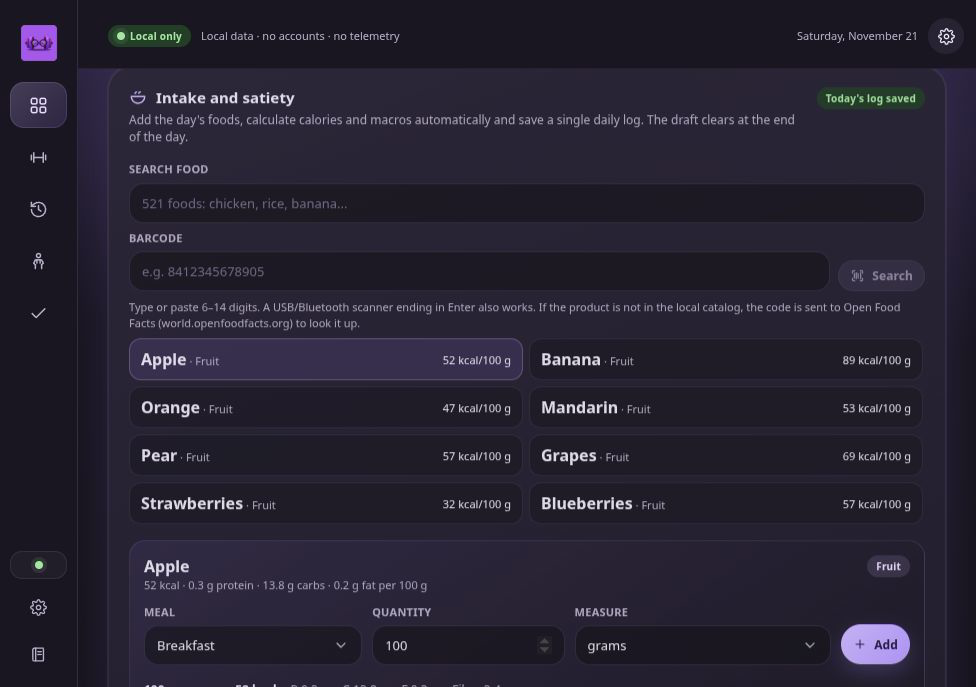 Local only
Local data · no accounts · no telemetry
Saturday, November 21
Intake and satiety
Today's log saved
Add the day's foods, calculate calories and macros automatically and save a single daily log. The draft clears at the end
of the day.
SEARCH FOOD
521 foods: chicken, rice, banana...
BARCODE
e.g. 8412345678905
Search
Type or paste 6–14 digits. A USB/Bluetooth scanner ending in Enter also works. If the product is not in the local catalog, the code is sent to Open Food
Facts (world.openfoodfacts.org) to look it up.
Apple · Fruit 52 kcal/100 g
Banana · Fruit 89 kcal/100 g
Orange · Fruit 47 kcal/100 g
Mandarin · Fruit 53 kcal/100 g
Pear · Fruit 57 kcal/100 g
Grapes · Fruit 69 kcal/100 g
Strawberries · Fruit 32 kcal/100 g
Blueberries · Fruit 57 kcal/100 g
Apple
Fruit
52 kcal · 0.3 g protein · 13.8 g carbs · 0.2 g fat per 100 g
MEAL
QUANTITY
MEASURE
Breakfast
100
grams
+ Add